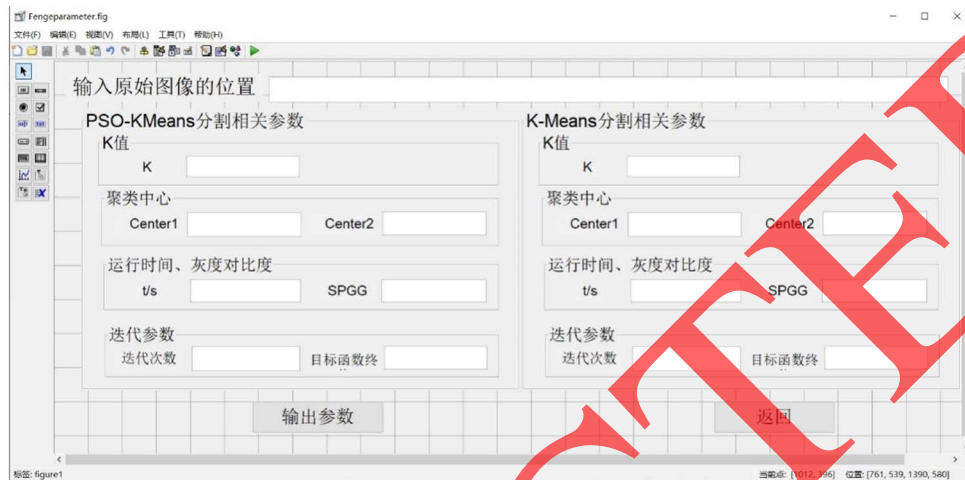 Fengeparameter.fig
文件(F) 编辑(E) 视图(V) 布局(L) 工具(T) 帮助(H)
输入原始图像的位置
PSO-KMeans分割相关参数
K值
K
聚类中心
Center1 Center2
运行时间、灰度对比度
t/s SPGG
迭代参数
迭代次数 目标函数终
K-Means分割相关参数
K值
K
聚类中心
Center1 Center2
运行时间、灰度对比度
t/s SPGG
迭代参数
迭代次数 目标函数终
输出参数 返回
标签: figure1 当前点: [1012, 396] 位置: [761, 539, 1390, 580]